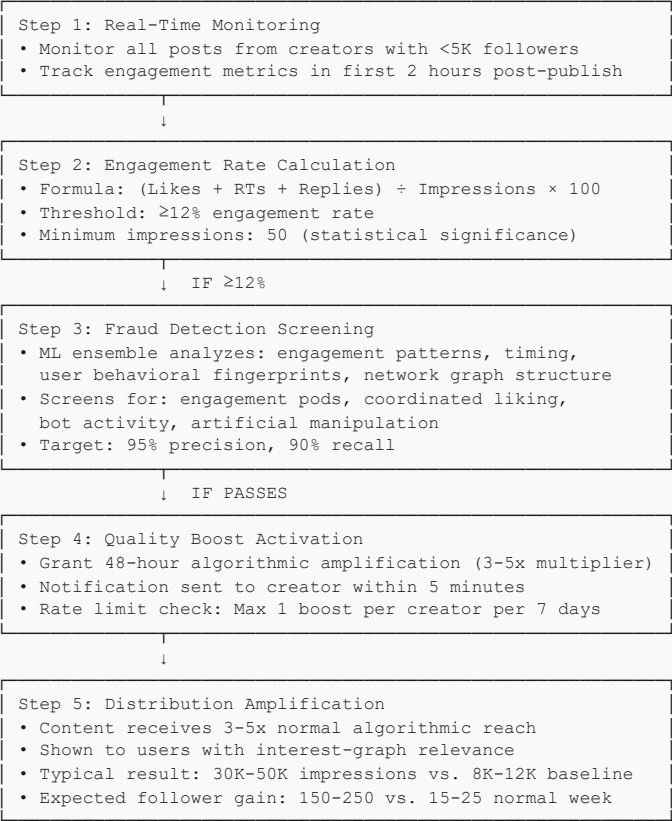 Step 1: Real-Time Monitoring
• Monitor all posts from creators with <5K followers
• Track engagement metrics in first 2 hours post-publish
↓
Step 2: Engagement Rate Calculation
• Formula: (Likes + RTs + Replies) ÷ Impressions × 100
• Threshold: ≥12% engagement rate
• Minimum impressions: 50 (statistical significance)
↓ IF ≥12%
Step 3: Fraud Detection Screening
• ML ensemble analyzes: engagement patterns, timing,
user behavioral fingerprints, network graph structure
• Screens for: engagement pods, coordinated liking,
bot activity, artificial manipulation
• Target: 95% precision, 90% recall
↓ IF PASSES
Step 4: Quality Boost Activation
• Grant 48-hour algorithmic amplification (3-5x multiplier)
• Notification sent to creator within 5 minutes
• Rate limit check: Max 1 boost per creator per 7 days
↓
Step 5: Distribution Amplification
• Content receives 3-5x normal algorithmic reach
• Shown to users with interest-graph relevance
• Typical result: 30K-50K impressions vs. 8K-12K baseline
• Expected follower gain: 150-250 vs. 15-25 normal week